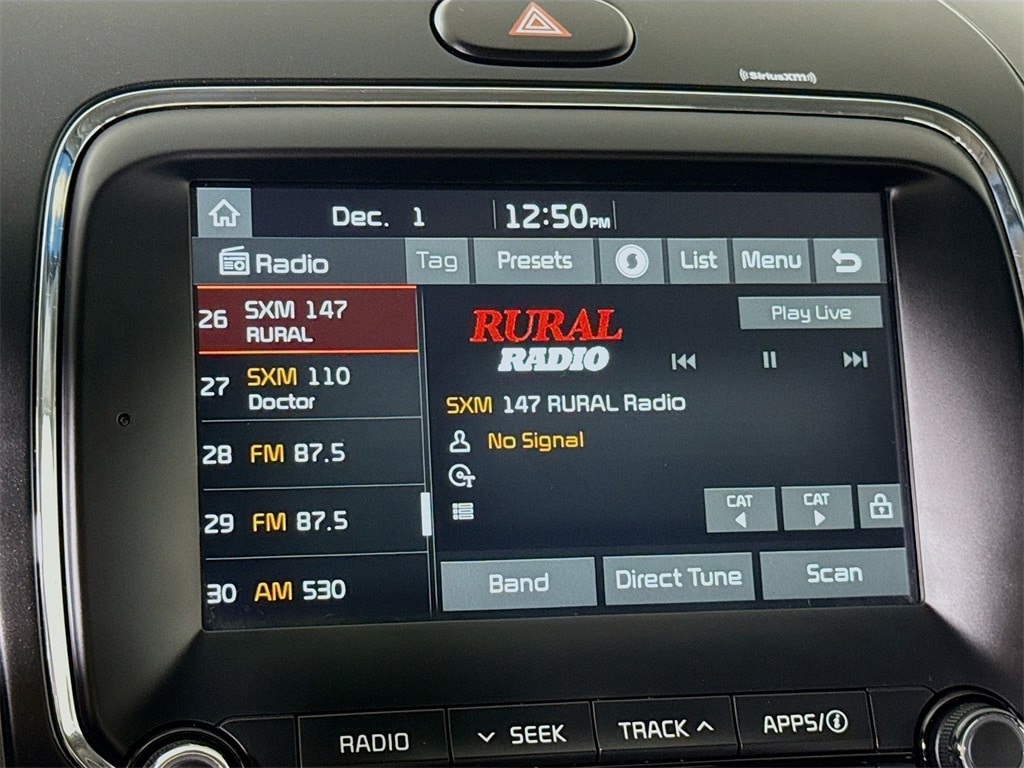 ((SiriusXM))
Dec. 1 12:50PM
Radio Tag Presets List Menu
26 SXM 147
RURAL
27 SXM 110
Doctor
28 FM 87.5
29 FM 87.5
30 AM 530
RURAL
RADIO
Play Live
SXM 147 RURAL Radio
No Signal
CAT CAT
Band Direct Tune Scan
RADIO SEEK TRACK APPS/i